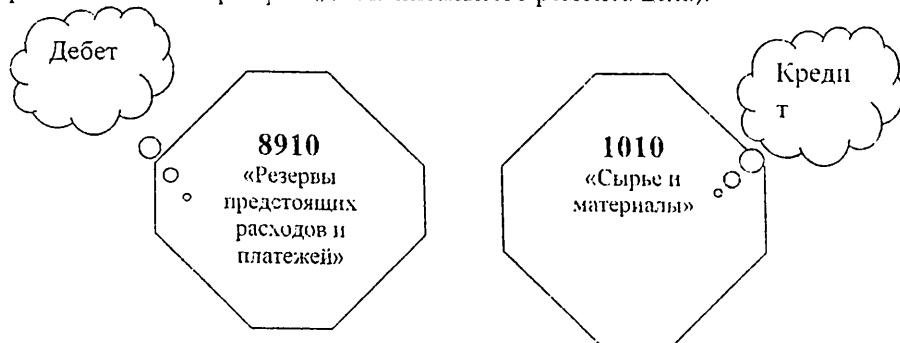 Дебет
Креди
т
8910
«Резервы
предстоящих
расходов и
платежей»
1010
«Сырье и
материалы»